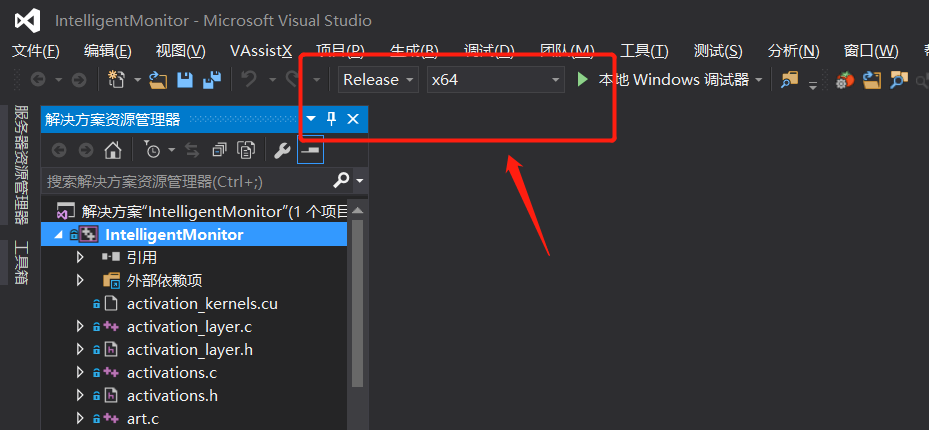 IntelligentMonitor - Microsoft Visual Studio
文件(F) 编辑(E) 视图(V) VAssistX 项目(P) 生成(B) 调试(D) 团队(M) 工具(T) 测试(S) 分析(N) 窗口(W)
Release x64 本地 Windows 调试器
服务器资源管理器
工具箱
解决方案资源管理器
搜索解决方案资源管理器(Ctrl+;)
解决方案“IntelligentMonitor”(1 个项目
IntelligentMonitor
引用
外部依赖项
activation_kernels.cu
activation_layer.c
activation_layer.h
activations.c
activations.h
art.c